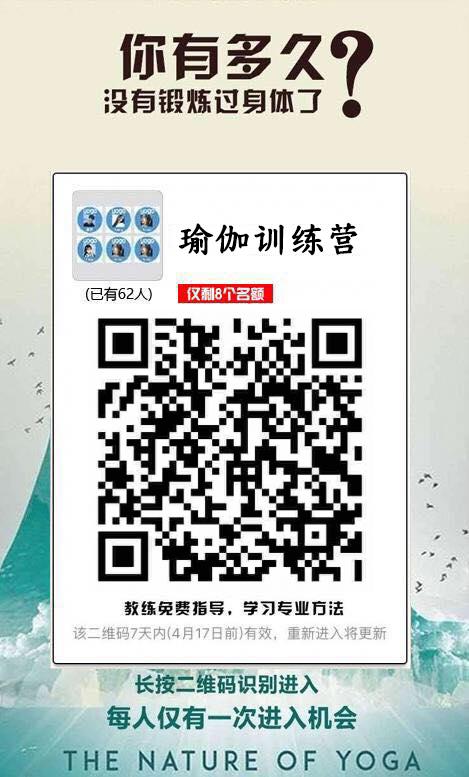 你有多久?
没有锻炼过身体了
瑜伽训练营
(已有62人)
仅剩8个名额
教练免费指导，学习专业方法
该二维码7天内(4月17日前)有效，重新进入将更新
长按二维码识别进入
每人仅有一次进入机会
THE NATURE OF YOGA